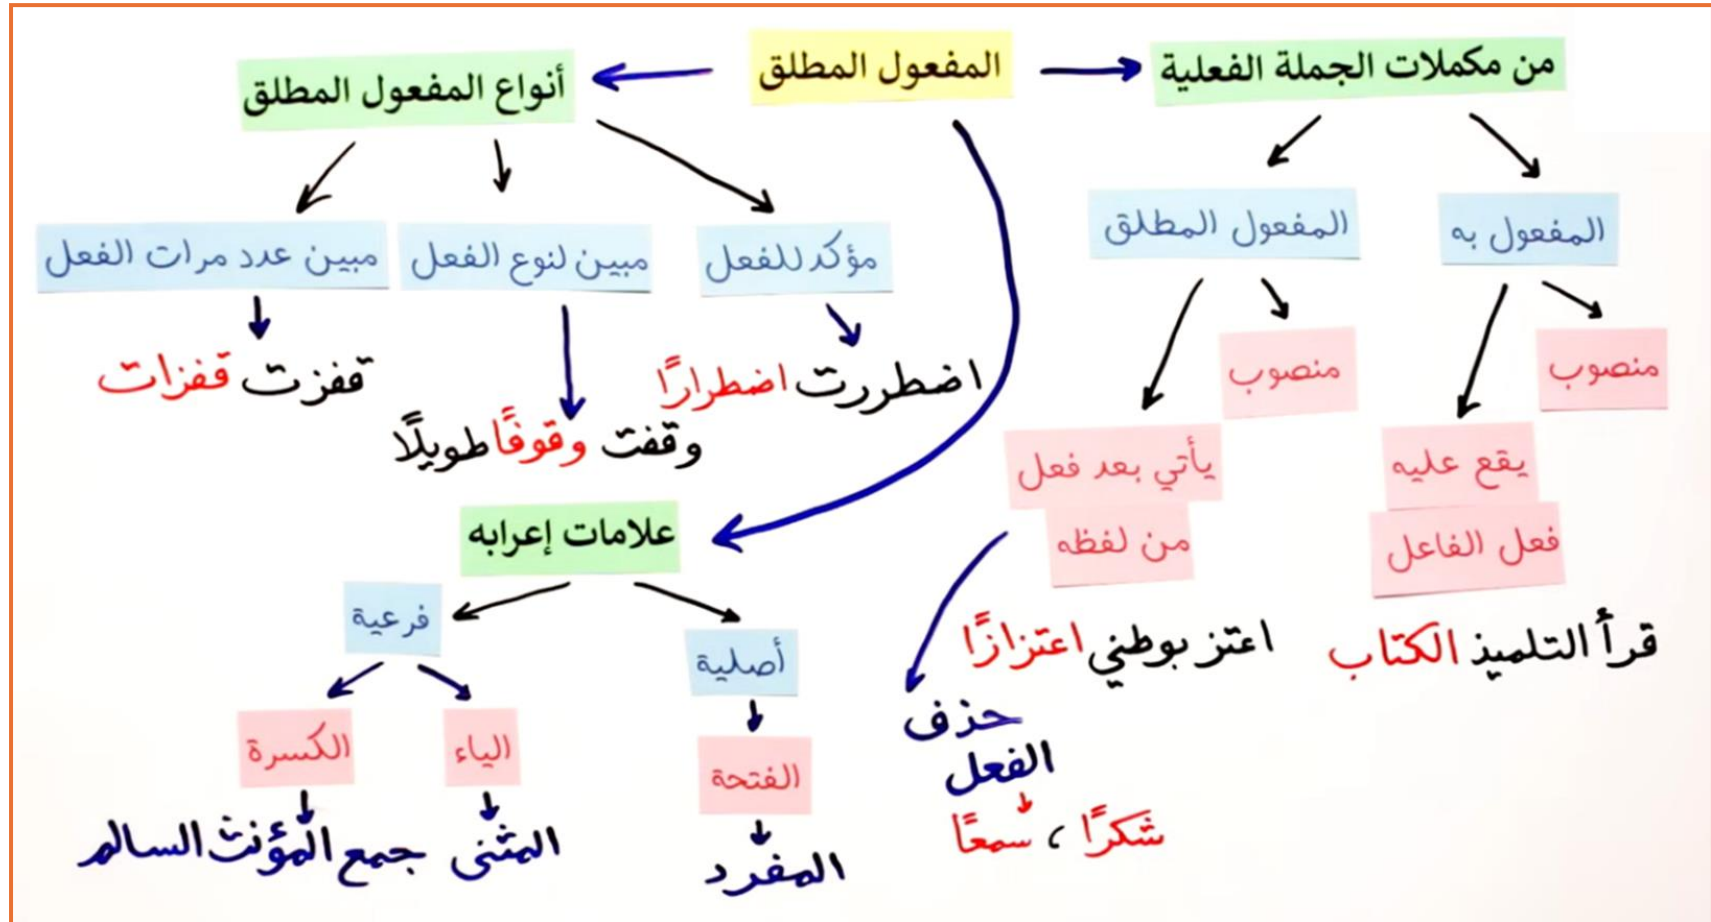 المفعول المطلق
من مكملات الجملة الفعلية
المفعول به
منصوب
يقع عليه
فعل الفاعل
قرأ التلميذ الكتاب
المفعول المطلق
منصوب
يأتي بعد فعل
من لفظه
اعتز بوطني اعتزازًا
حذف
الفعل
شكرًا ، سمعًا
أنواع المفعول المطلق
مؤكد للفعل
اضطررت اضطرارًا
مبين لنوع الفعل
وقفت وقوفًا طويلًا
مبين عدد مرات الفعل
قفزت قفزات
علامات إعرابه
أصلية
الفتحة
المفرد
فرعية
الياء
المثنى
الكسرة
جمع المؤنث السالم